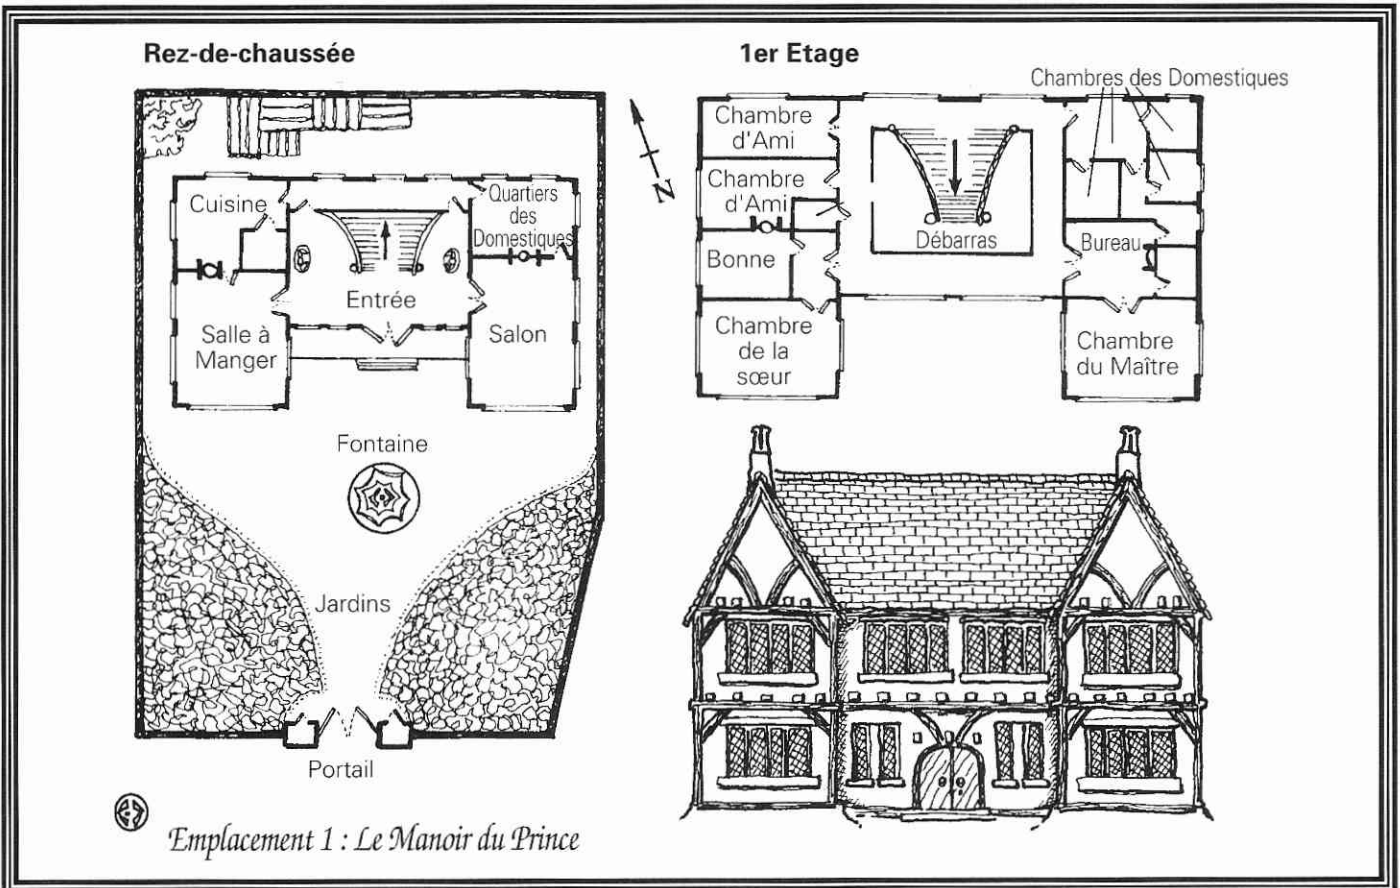 Rez-de-chaussée
1er Etage
Chambres des Domestiques
Cuisine
Quartiers
des
Domestiques
Entrée
Salle à
Manger
Salon
Fontaine
Jardins
Portail
N
Chambre
d'Ami
Chambre
d'Ami
Bonne
Chambre
de la
sœur
Débarras
Bureau
Chambre
du Maître
Emplacement 1 : Le Manoir du Prince